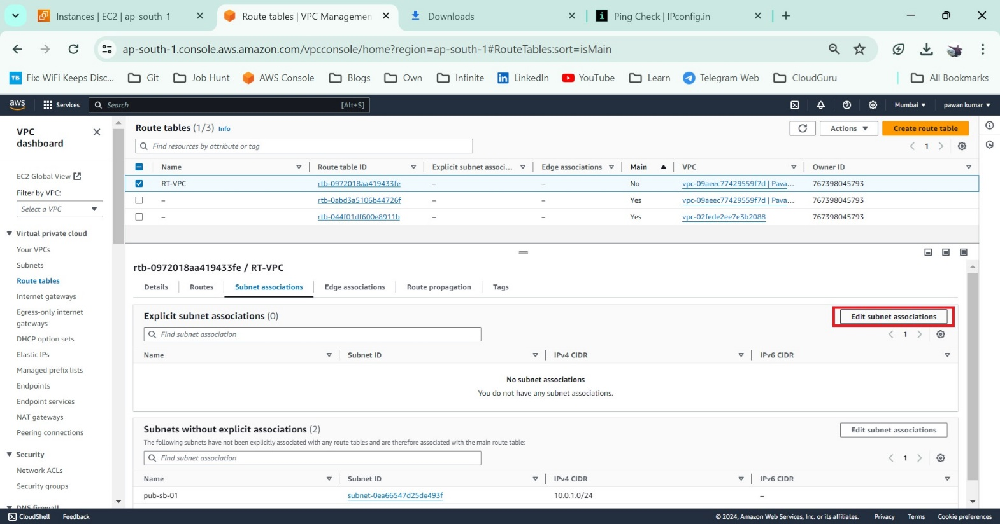 Instances | EC2 | ap-south-1
Route tables | VPC Managemen
Downloads
Ping Check | IPconfig.in
ap-south-1.console.aws.amazon.com/vpcconsole/home?region=ap-south-1#RouteTables:sort=isMain
TB Fix: WiFi Keeps Disc... Git Job Hunt AWS Console Blogs Own Infinite LinkedIn YouTube Learn Telegram Web CloudGuru All Bookmarks
aws Services Search [Alt+S] Mumbai pawan kumar
VPC
dashboard
EC2 Global View
Filter by VPC:
Select a VPC
Virtual private cloud
Your VPCs
Subnets
Route tables
Internet gateways
Egress-only internet
gateways
DHCP option sets
Elastic IPs
Managed prefix lists
Endpoints
Endpoint services
NAT gateways
Peering connections
Security
Network ACLs
Security groups
DNS firewall
Route tables (1/3) Info
Actions Create route table
Find resources by attribute or tag
1
Name Route table ID Explicit subnet associ... Edge associations Main VPC Owner ID
RT-VPC rtb-0972018aa419433fe – – No vpc-09aeec77429559f7d | Pava... 767398045793
– rtb-0abd3a5106b44726f – – Yes vpc-09aeec77429559f7d | Pava... 767398045793
– rtb-044f01df600e8911b – – Yes vpc-02fede2ee7e3b2088 767398045793
rtb-0972018aa419433fe / RT-VPC
Details Routes Subnet associations Edge associations Route propagation Tags
Explicit subnet associations (0) Edit subnet associations
Find subnet association 1
Name Subnet ID IPv4 CIDR IPv6 CIDR
No subnet associations
You do not have any subnet associations.
Subnets without explicit associations (2) Edit subnet associations
The following subnets have not been explicitly associated with any route tables and are therefore associated with the main route table:
Find subnet association 1
Name Subnet ID IPv4 CIDR IPv6 CIDR
pub-sb-01 subnet-0ea66547d25de493f 10.0.1.0/24 –
CloudShell Feedback © 2024, Amazon Web Services, Inc. or its affiliates. Privacy Terms Cookie preferences